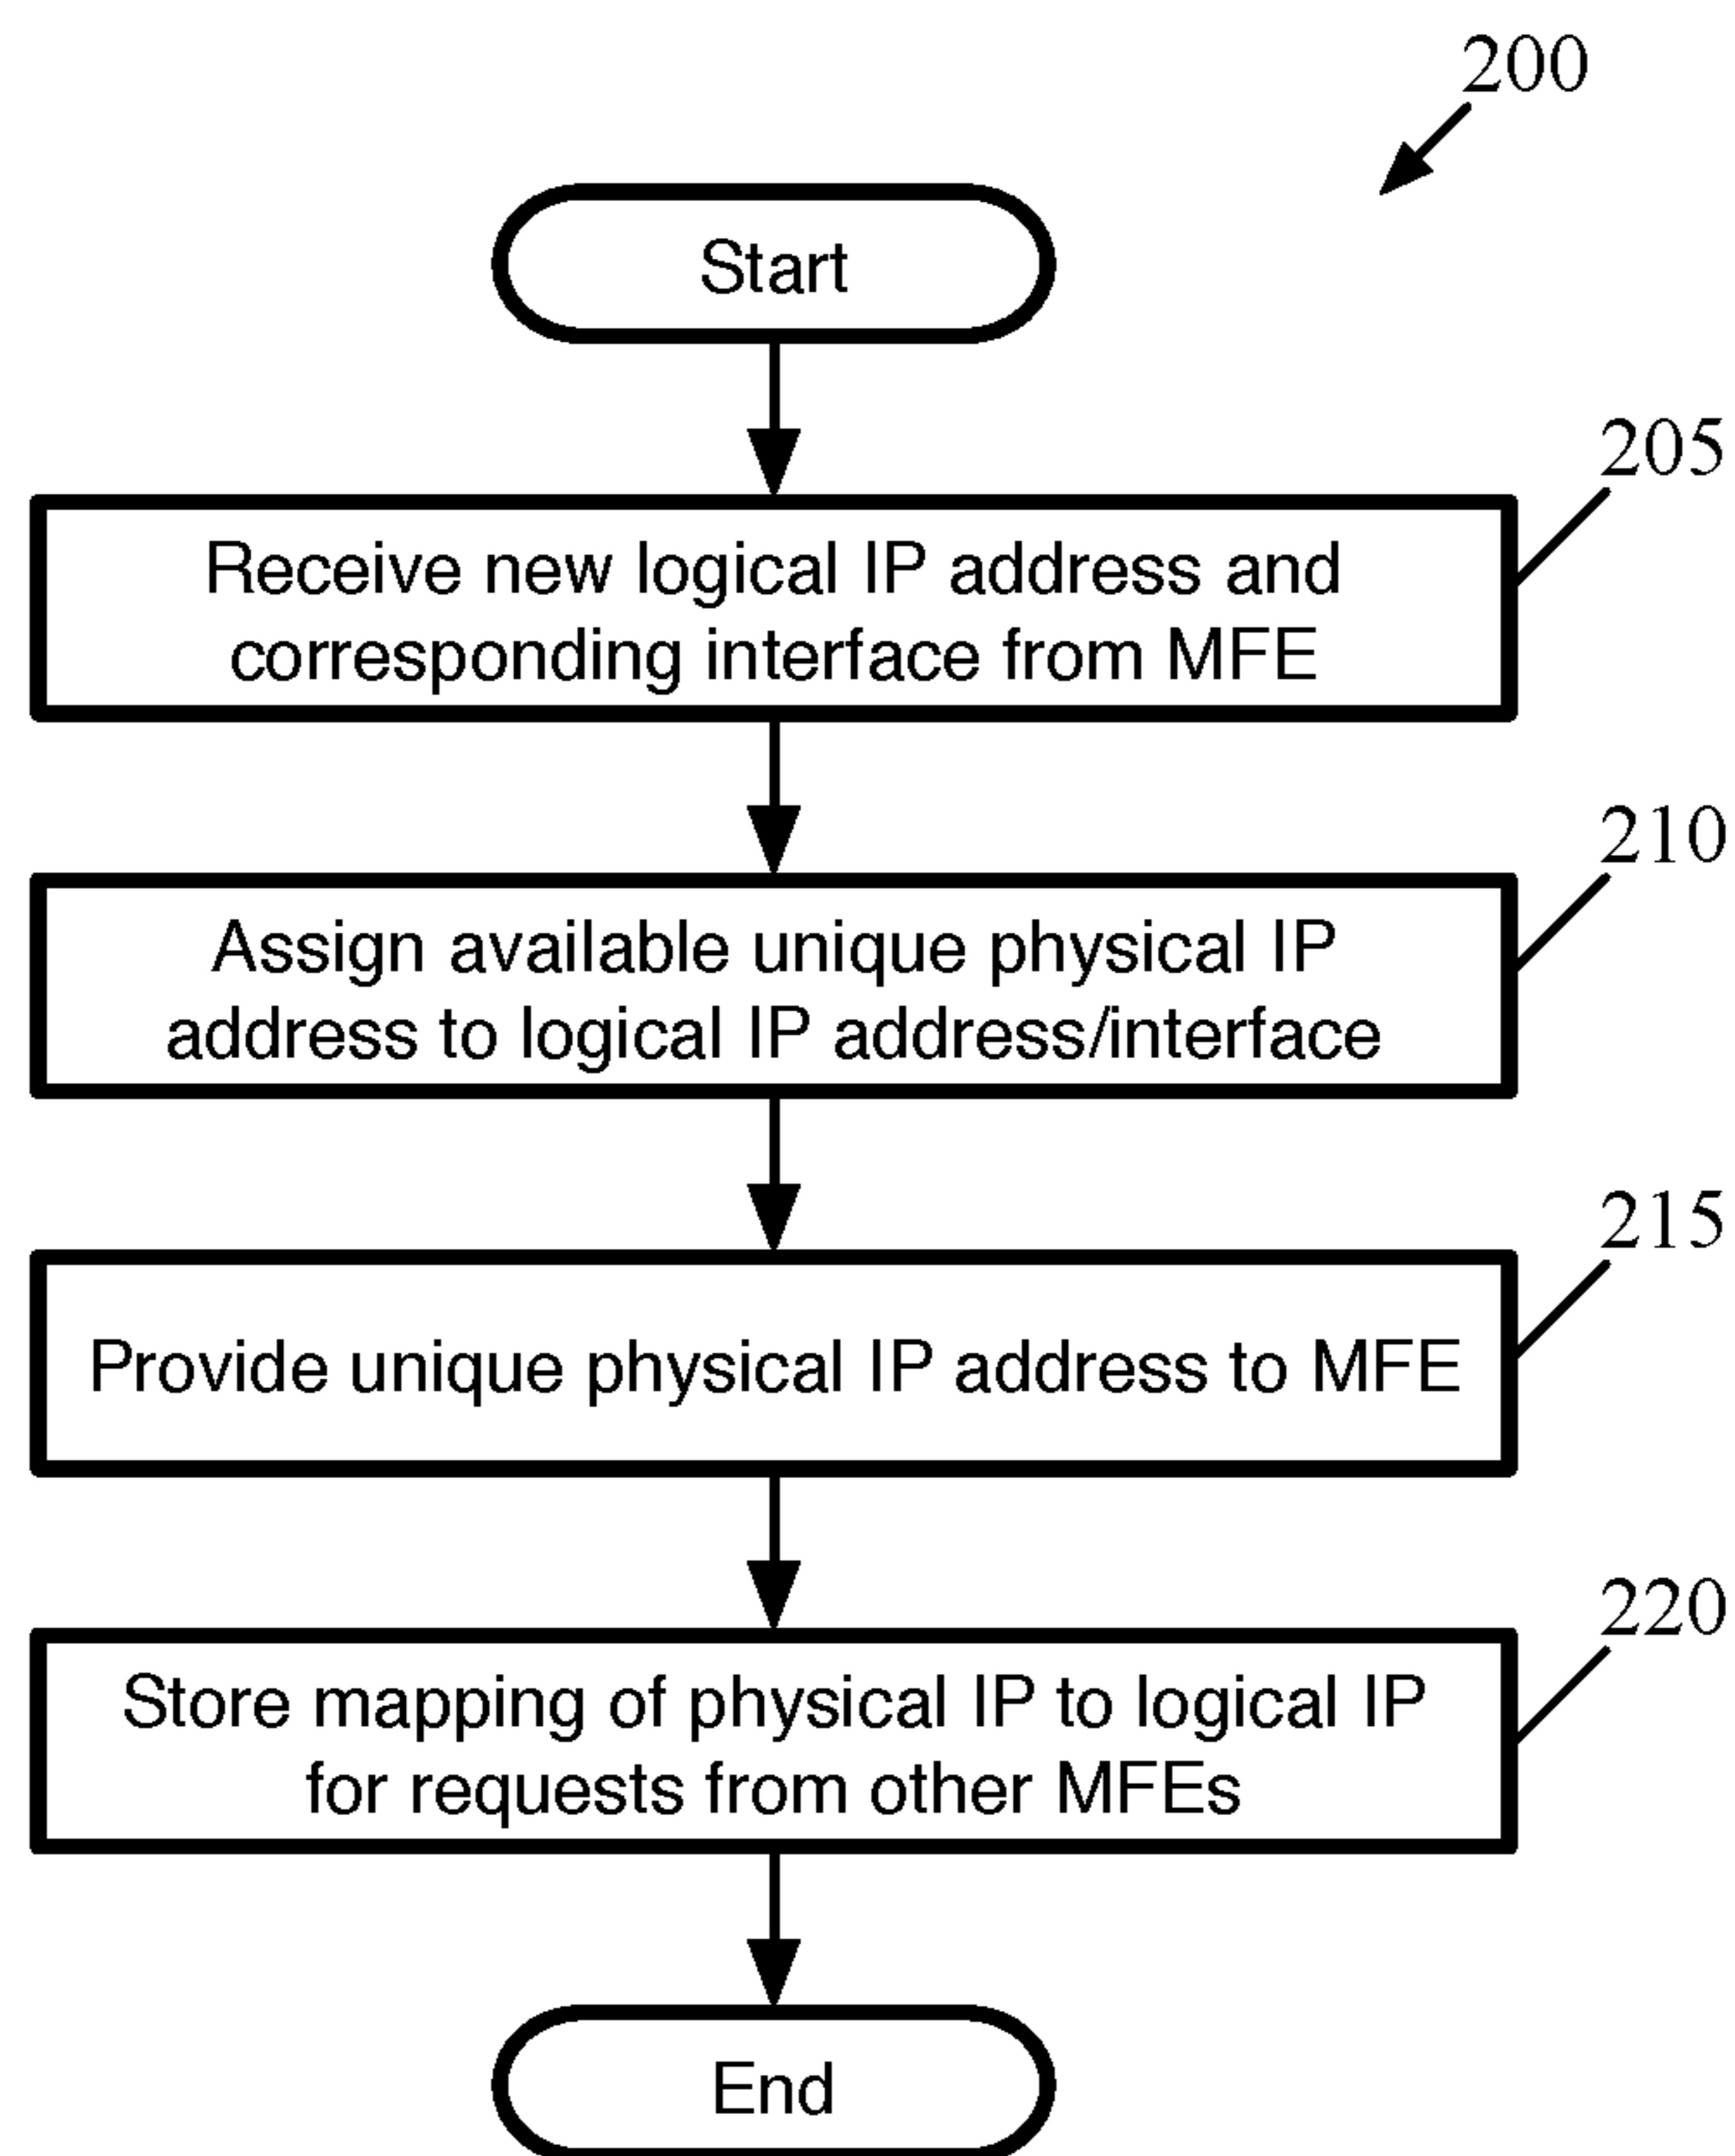 200
Start
205
Receive new logical IP address and
corresponding interface from MFE
210
Assign available unique physical IP
address to logical IP address/interface
215
Provide unique physical IP address to MFE
220
Store mapping of physical IP to logical IP
for requests from other MFEs
End